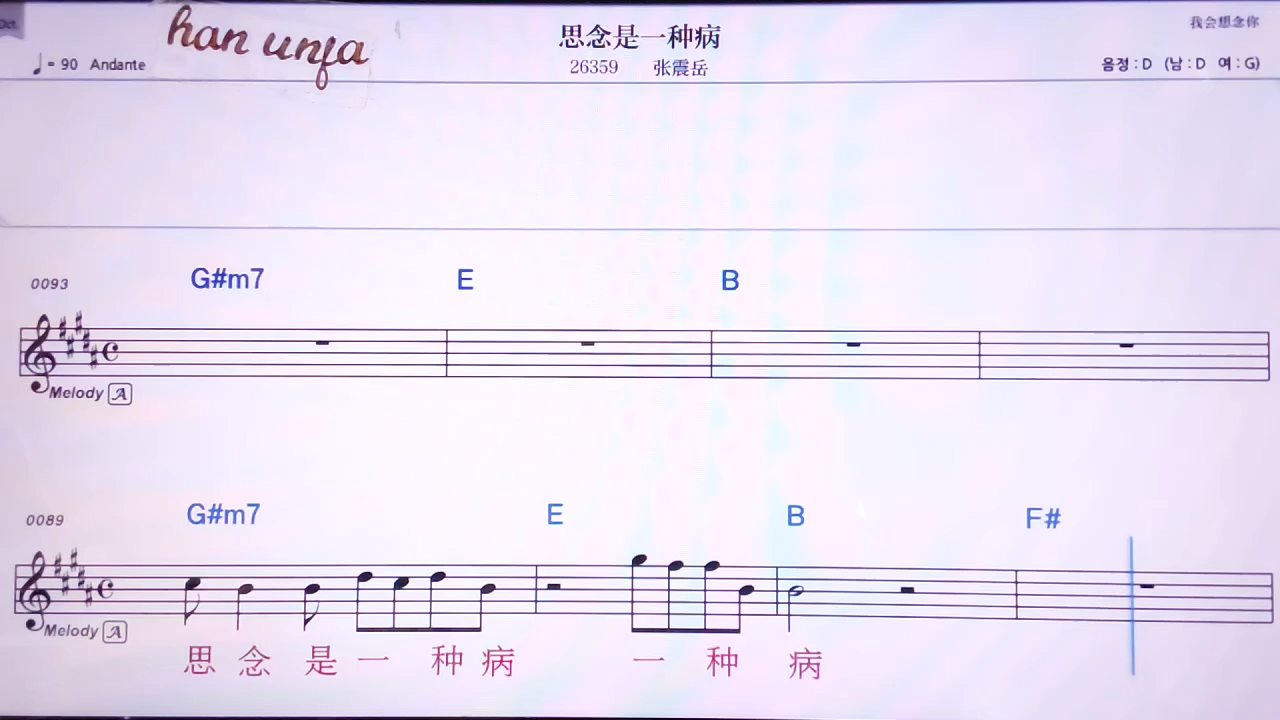 han unfa
思念是一种病
我会想念你
♩= 90 Andante
26359 张震岳
음정 : D (남 : D 여 : G)
0093
G#m7 E B
Melody A
0089
G#m7 E B F#
Melody A
思 念 是 一 种 病 一 种 病